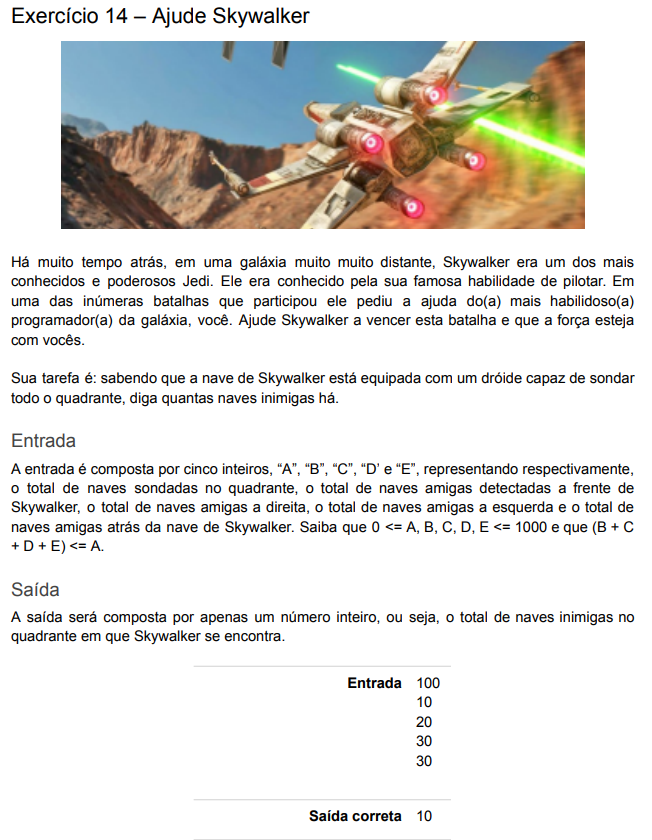 Exercício 14 – Ajude Skywalker
Há muito tempo atrás, em uma galáxia muito muito distante, Skywalker era um dos mais
conhecidos e poderosos Jedi. Ele era conhecido pela sua famosa habilidade de pilotar. Em
uma das inúmeras batalhas que participou ele pediu a ajuda do(a) mais habilidoso(a)
programador(a) da galáxia, você. Ajude Skywalker a vencer esta batalha e que a força esteja
com vocês.
Sua tarefa é: sabendo que a nave de Skywalker está equipada com um dróide capaz de sondar
todo o quadrante, diga quantas naves inimigas há.
Entrada
A entrada é composta por cinco inteiros, “A”, “B”, “C”, “D’ e “E”, representando respectivamente,
o total de naves sondadas no quadrante, o total de naves amigas detectadas a frente de
Skywalker, o total de naves amigas a direita, o total de naves amigas a esquerda e o total de
naves amigas atrás da nave de Skywalker. Saiba que 0 <= A, B, C, D, E <= 1000 e que (B + C
+ D + E) <= A.
Saída
A saída será composta por apenas um número inteiro, ou seja, o total de naves inimigas no
quadrante em que Skywalker se encontra.
Entrada 100
10
20
30
30
Saída correta 10